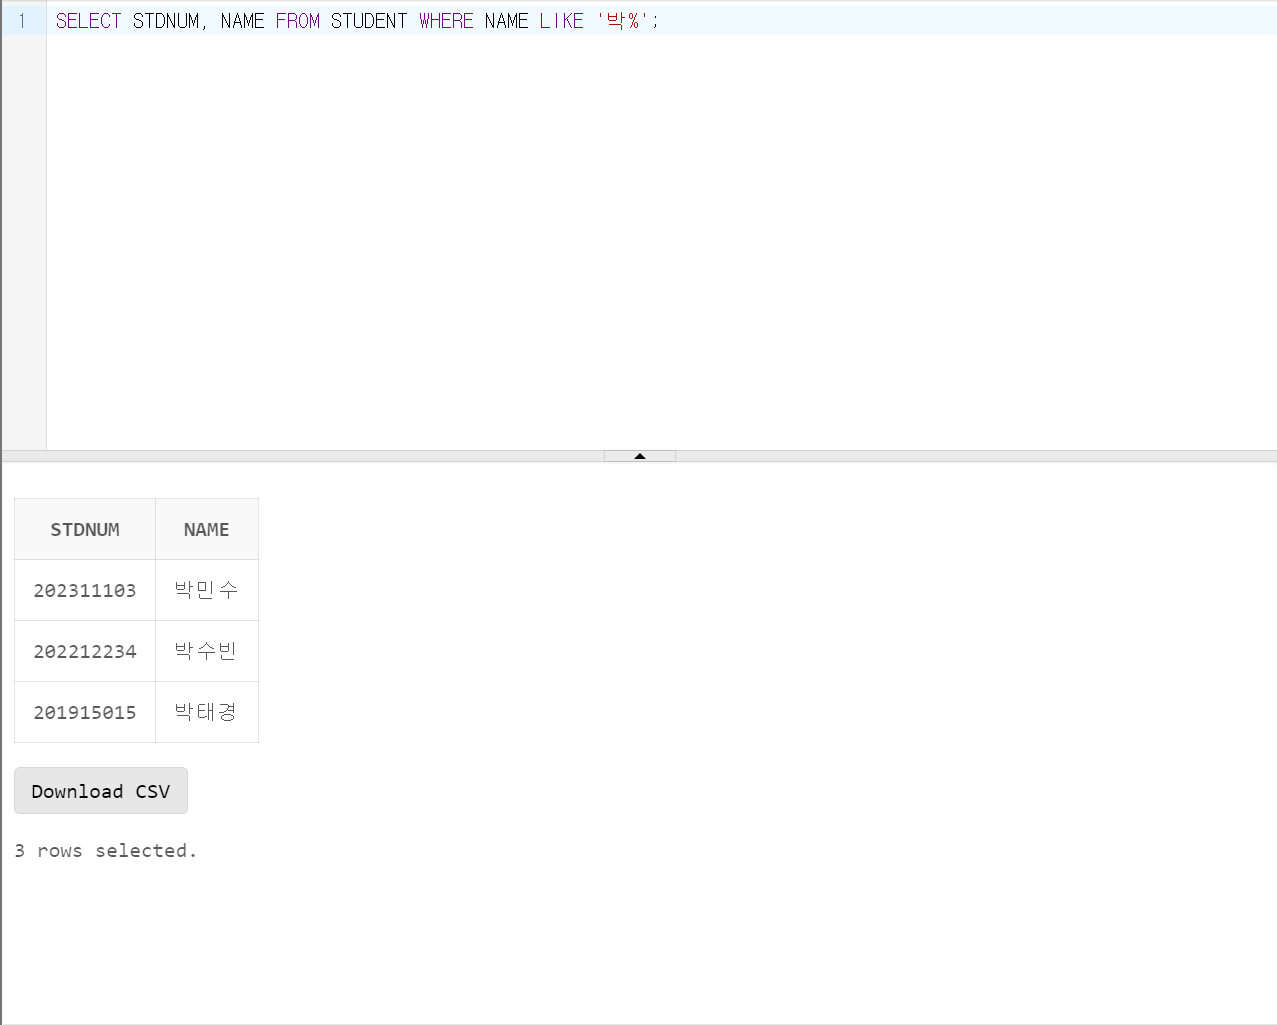 1 SELECT STDNUM, NAME FROM STUDENT WHERE NAME LIKE '박%';
STDNUM NAME
202311103 박민수
202212234 박수빈
201915015 박태경
Download CSV
3 rows selected.